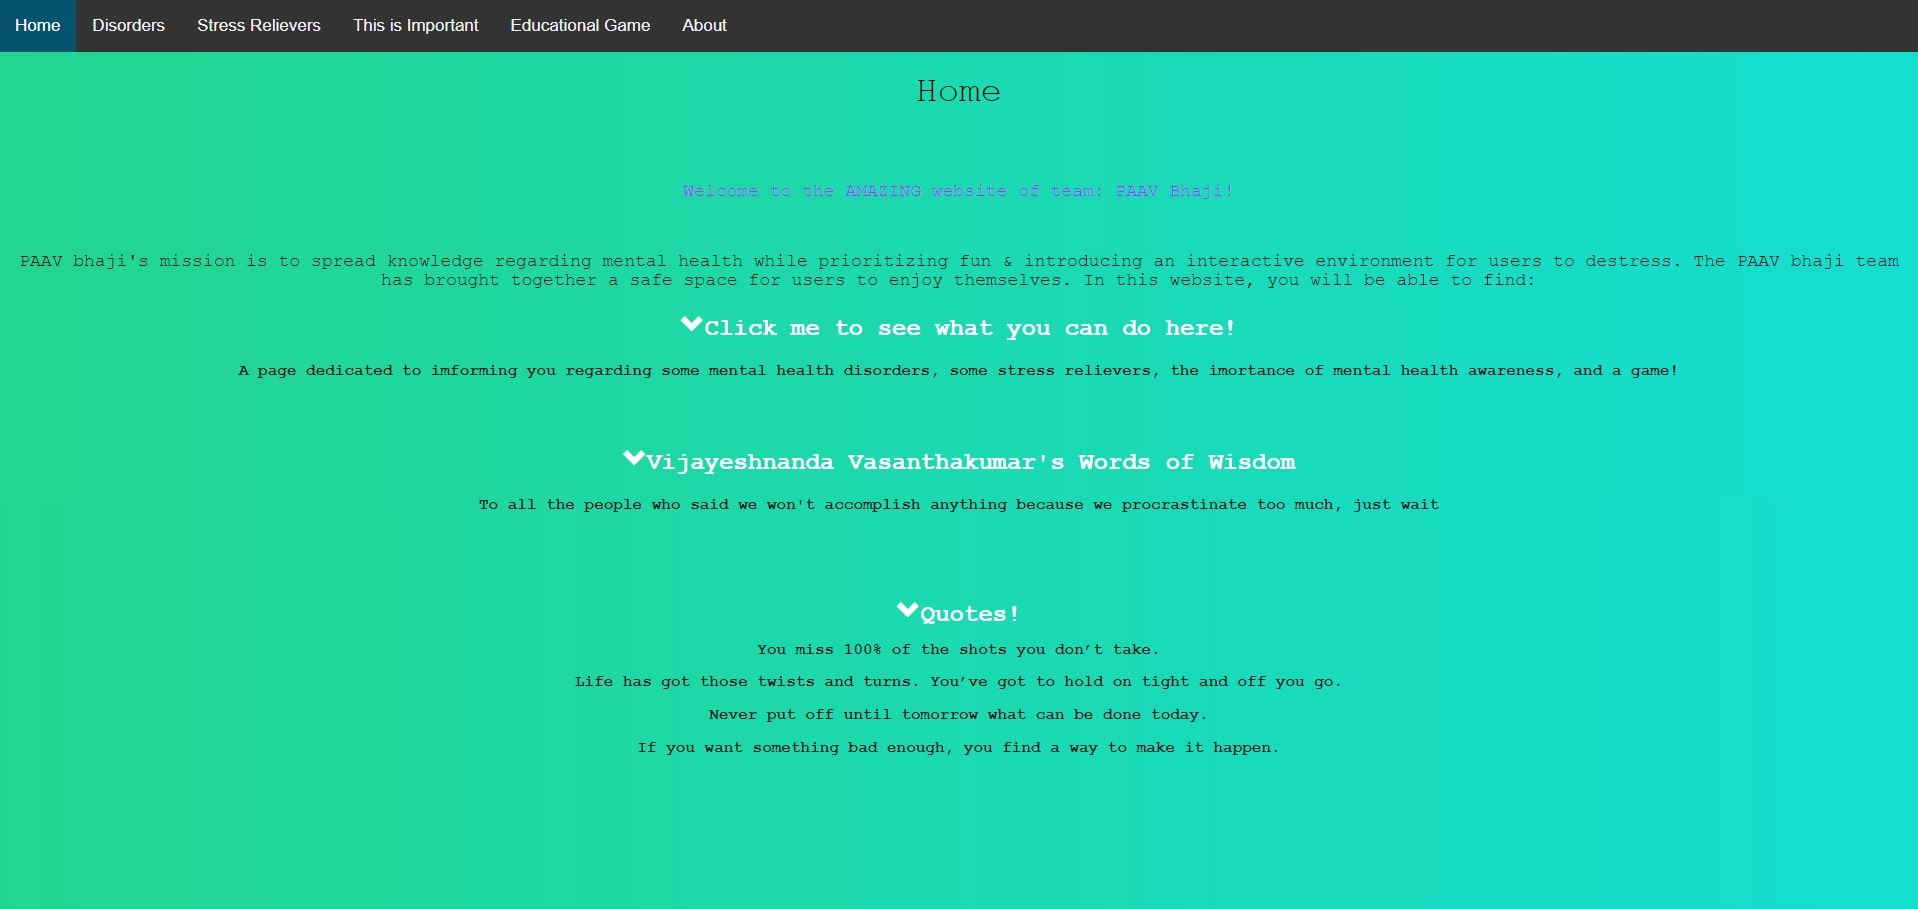 Home Disorders Stress Relievers This is Important Educational Game About
Home
Welcome to the AMAZING website of team: PAAV Bhaji!
PAAV bhaji's mission is to spread knowledge regarding mental health while prioritizing fun & introducing an interactive environment for users to destress. The PAAV bhaji team
has brought together a safe space for users to enjoy themselves. In this website, you will be able to find:
Click me to see what you can do here!
A page dedicated to imforming you regarding some mental health disorders, some stress relievers, the imortance of mental health awareness, and a game!
Vijayeshnanda Vasanthakumar's Words of Wisdom
To all the people who said we won't accomplish anything because we procrastinate too much, just wait
Quotes!
You miss 100% of the shots you don’t take.
Life has got those twists and turns. You’ve got to hold on tight and off you go.
Never put off until tomorrow what can be done today.
If you want something bad enough, you find a way to make it happen.